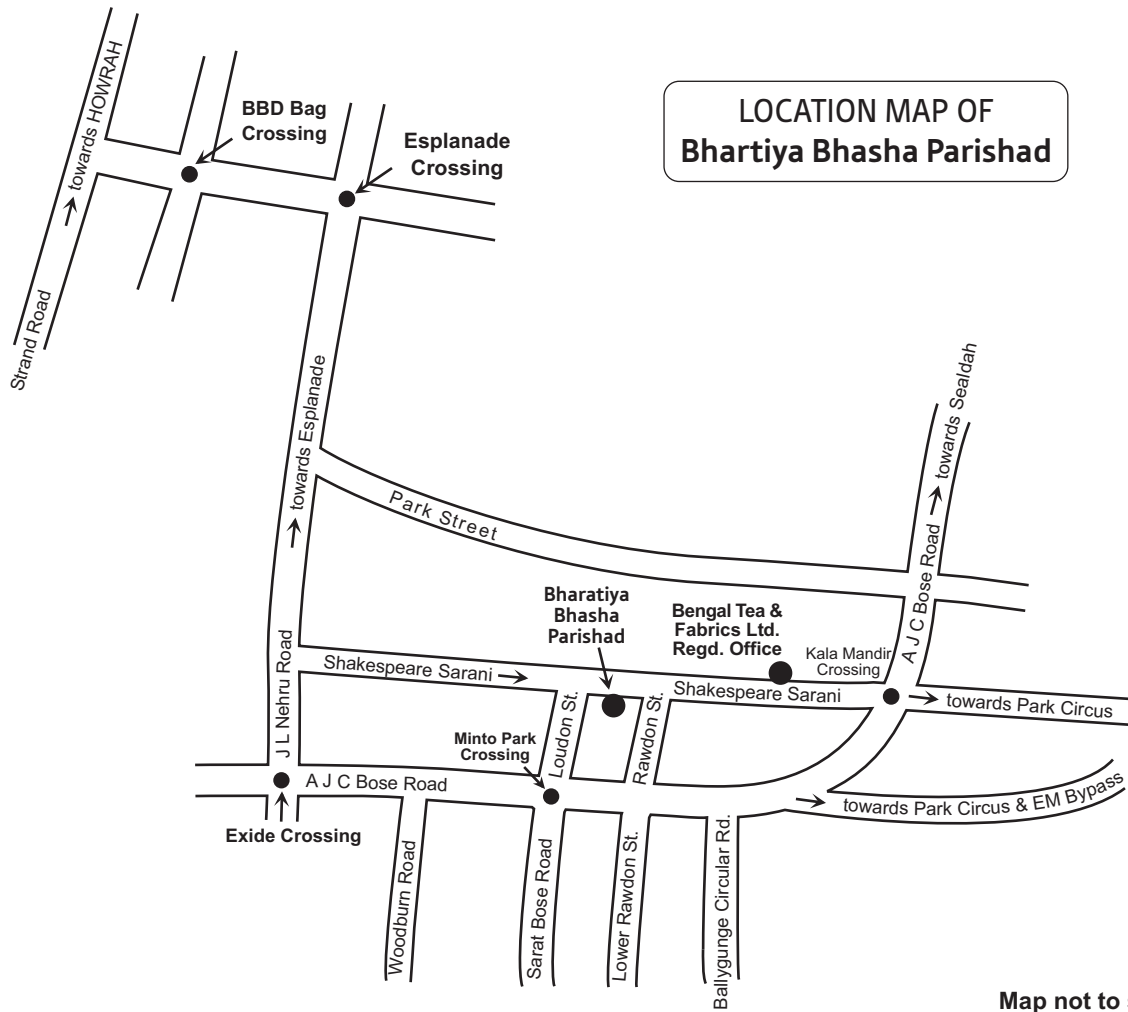 LOCATION MAP OF
Bhartiya Bhasha Parishad
towards HOWRAH
Strand Road
BBD Bag
Crossing
Esplanade
Crossing
towards Esplanade
J L Nehru Road
Park Street
towards Sealdah
A J C Bose Road
Bharatiya
Bhasha
Parishad
Bengal Tea &
Fabrics Ltd.
Regd. Office
Kala Mandir
Crossing
Shakespeare Sarani
Shakespeare Sarani
towards Park Circus
Loudon St.
Rawdon St.
Minto Park
Crossing
A J C Bose Road
towards Park Circus & EM Bypass
Exide Crossing
Woodburn Road
Sarat Bose Road
Lower Rawdon St.
Ballygunge Circular Rd.
Map not to